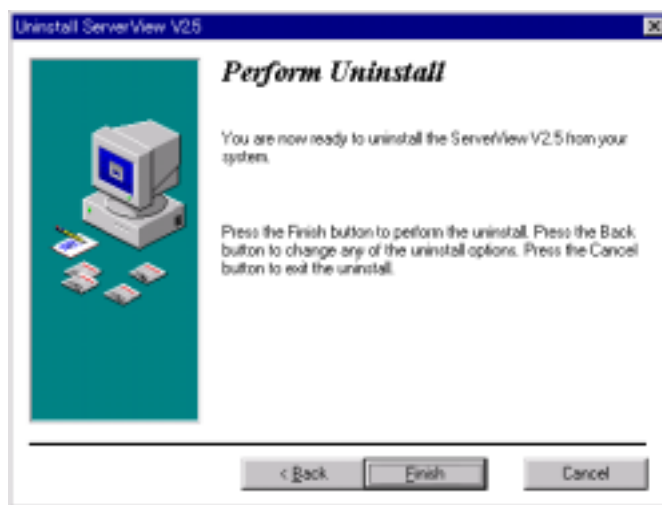 Uninstall ServerView V2.5
Perform Uninstall
You are now ready to uninstall the ServerView V2.5 from your
system.
Press the Finish button to perform the uninstall. Press the Back
button to change any of the uninstall options. Press the Cancel
button to exit the uninstall.
< Back
Finish
Cancel